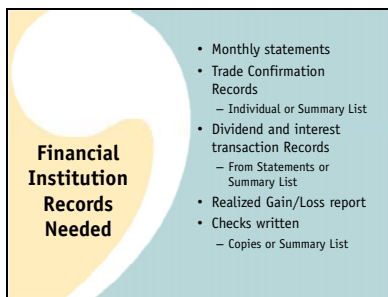 Financial
Institution
Records
Needed
• Monthly statements
• Trade Confirmation
Records
– Individual or Summary List
• Dividend and interest
transaction Records
– From Statements or
Summary List
• Realized Gain/Loss report
• Checks written
– Copies or Summary List